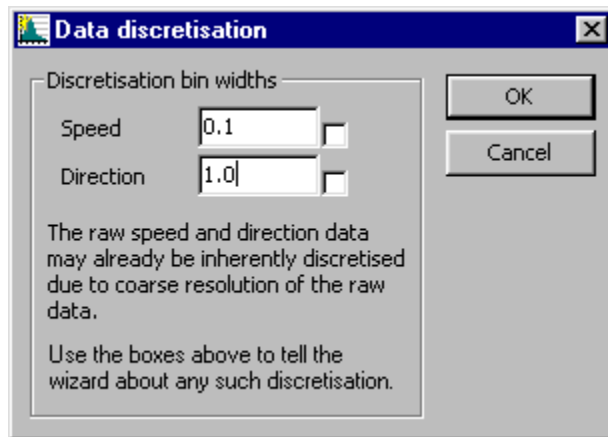 Data discretisation
Discretisation bin widths
Speed 0.1
Direction 1.0
OK
Cancel
The raw speed and direction data
may already be inherently discretised
due to coarse resolution of the raw
data.
Use the boxes above to tell the
wizard about any such discretisation.